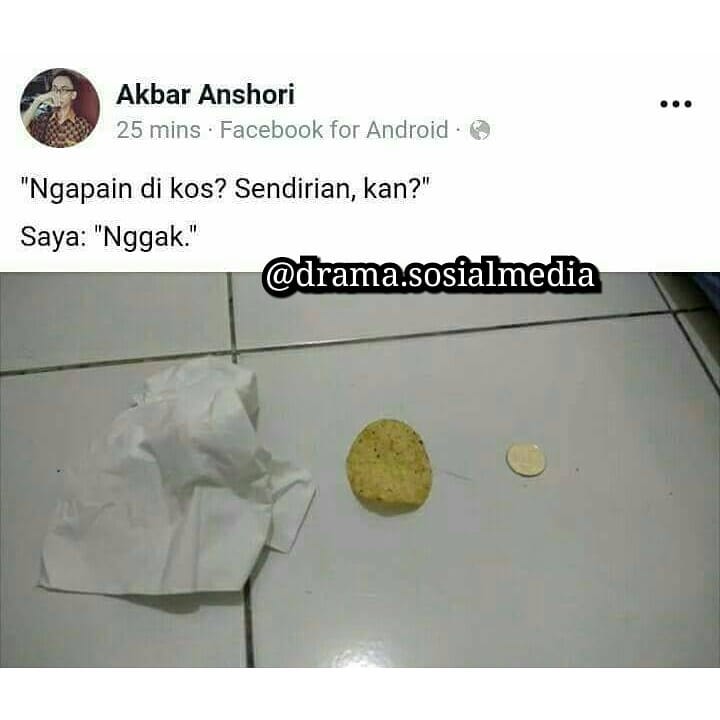 Akbar Anshori
25 mins · Facebook for Android ·
"Ngapain di kos? Sendirian, kan?"
Saya: "Nggak."
@drama.sosialmedia